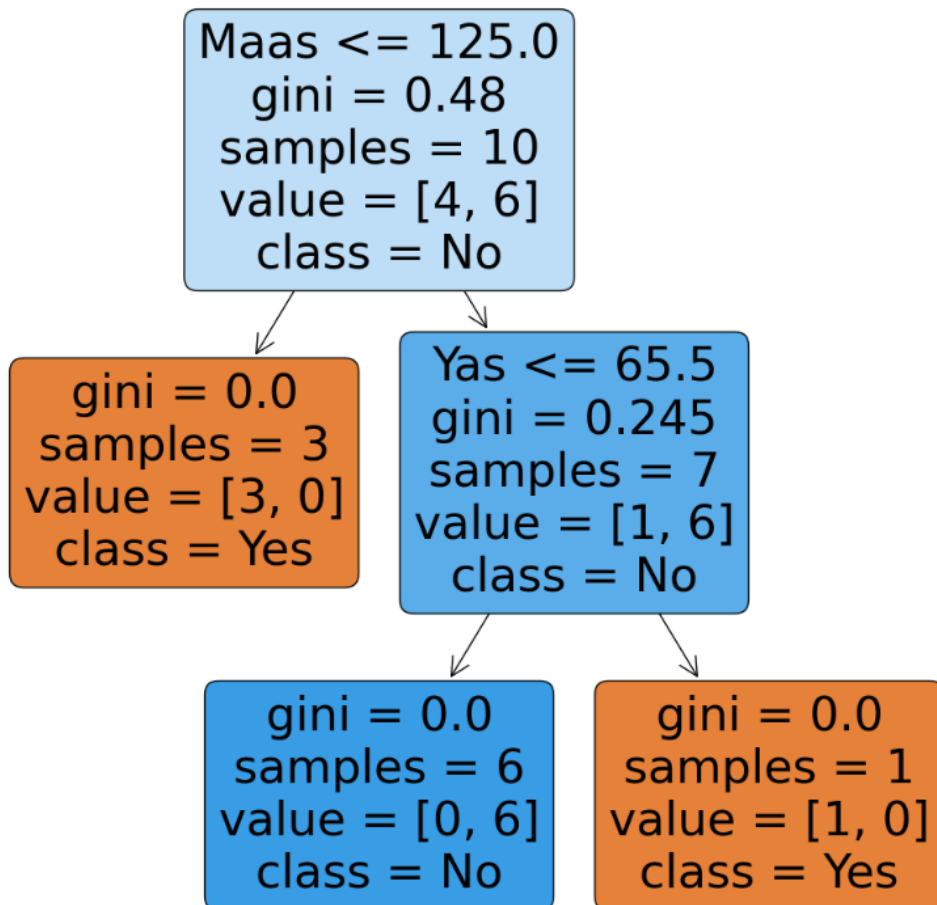 Maas <= 125.0
gini = 0.48
samples = 10
value = [4, 6]
class = No
gini = 0.0
samples = 3
value = [3, 0]
class = Yes
Yas <= 65.5
gini = 0.245
samples = 7
value = [1, 6]
class = No
gini = 0.0
samples = 6
value = [0, 6]
class = No
gini = 0.0
samples = 1
value = [1, 0]
class = Yes